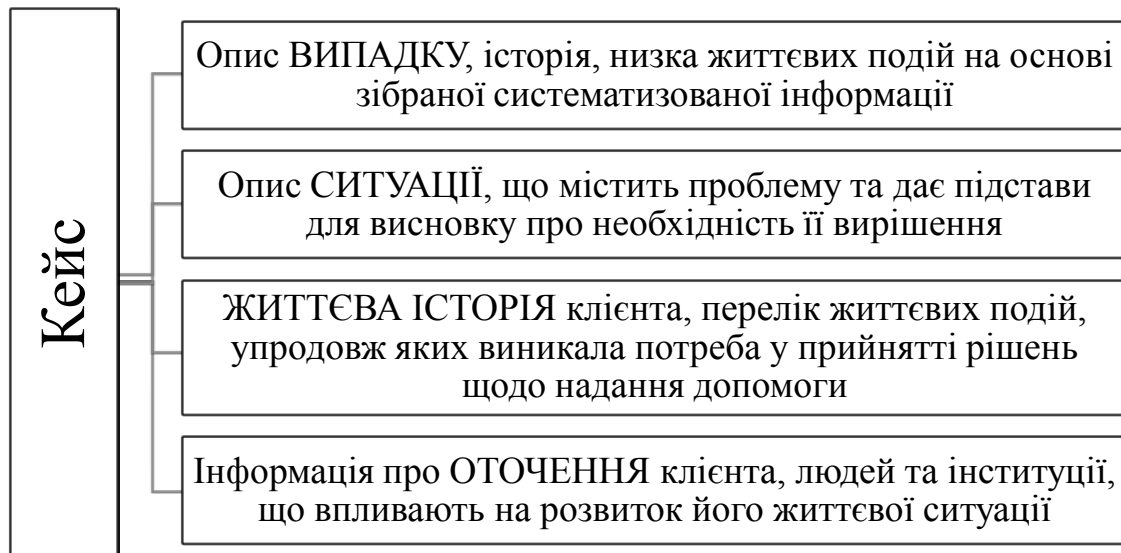 Кейс
Опис ВИПАДКУ, історія, низка життєвих подій на основі
зібраної систематизованої інформації
Опис СИТУАЦІЇ, що містить проблему та дає підстави
для висновку про необхідність її вирішення
ЖИТТЄВА ІСТОРІЯ клієнта, перелік життєвих подій,
упродовж яких виникала потреба у прийнятті рішень
щодо надання допомоги
Інформація про ОТОЧЕННЯ клієнта, людей та інституції,
що впливають на розвиток його життєвої ситуації